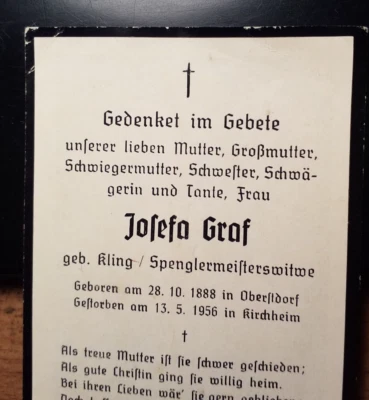 Gedenket im Gebete
unserer lieben Mutter, Großmutter,
Schwiegermutter, Schwester, Schwä-
gerin und Tante, Frau
Josefa Graf
geb. Kling / Spenglermeisterswitwe
Geboren am 28. 10. 1888 in Oberstdorf
Gestorben am 13. 5. 1956 in Kirchheim
Als treue Mutter ist sie schwer geschieden;
Als gute Christin ging sie willig heim.
Bei ihren Lieben wär' sie gern geblieben